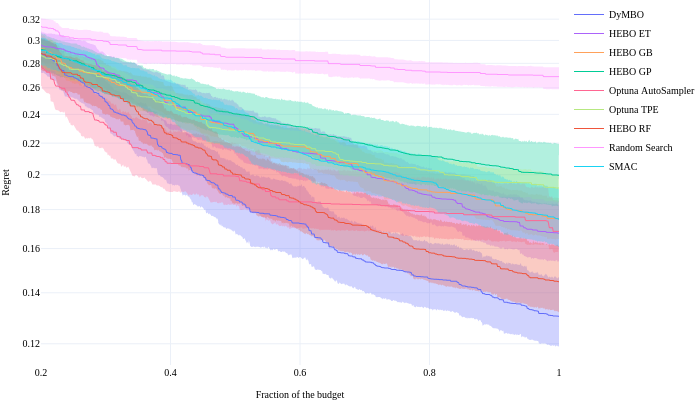 0.32
0.3
0.28
0.26
0.24
0.22
0.2
0.18
0.16
0.14
0.12
Regret
0.2 0.4 0.6 0.8 1
Fraction of the budget
DyMBO
HEBO ET
HEBO GB
HEBO GP
Optuna AutoSampler
Optuna TPE
HEBO RF
Random Search
SMAC